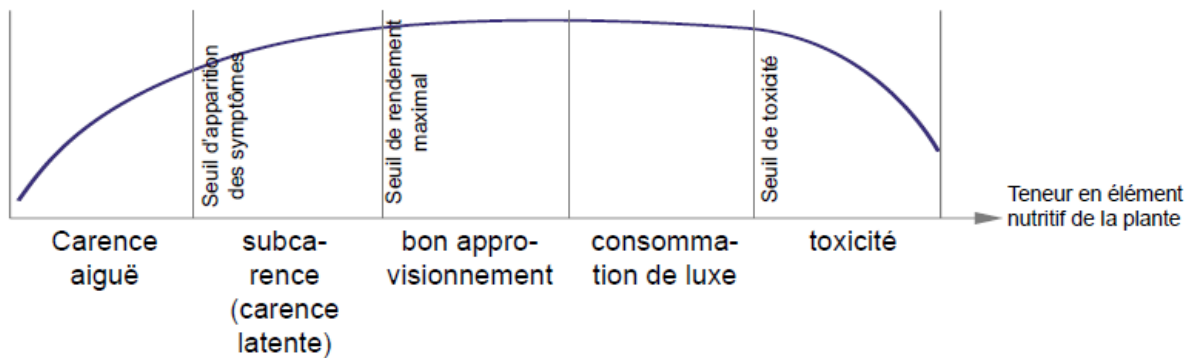 Seuil d'apparition
des symptômes
Seuil de rendement
maximal
Seuil de toxicité
Teneur en élément
nutritif de la plante
Carence
aiguë
subca-
rence
(carence
latente)
bon appro-
visionnement
consomma-
tion de luxe
toxicité